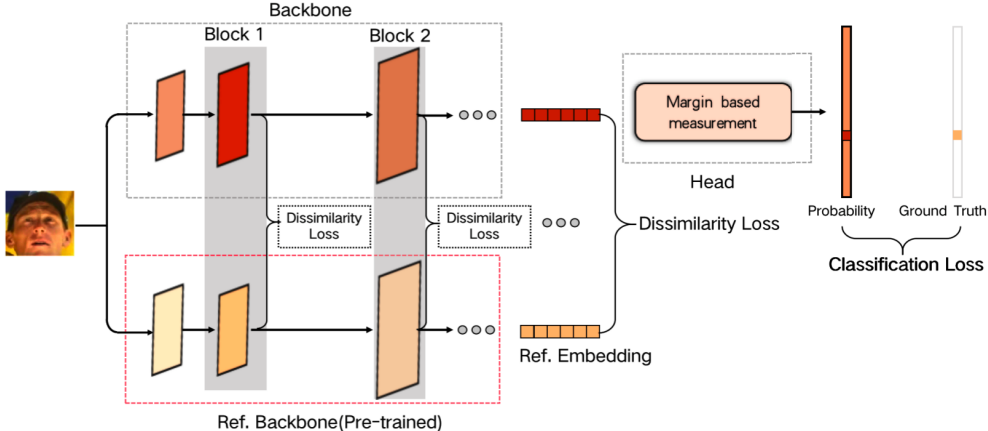 Backbone
Block 1
Block 2
Margin based
measurement
Head
Dissimilarity
Loss
Dissimilarity
Loss
Dissimilarity Loss
Probability
Ground Truth
Classification Loss
Ref. Embedding
Ref. Backbone(Pre-trained)